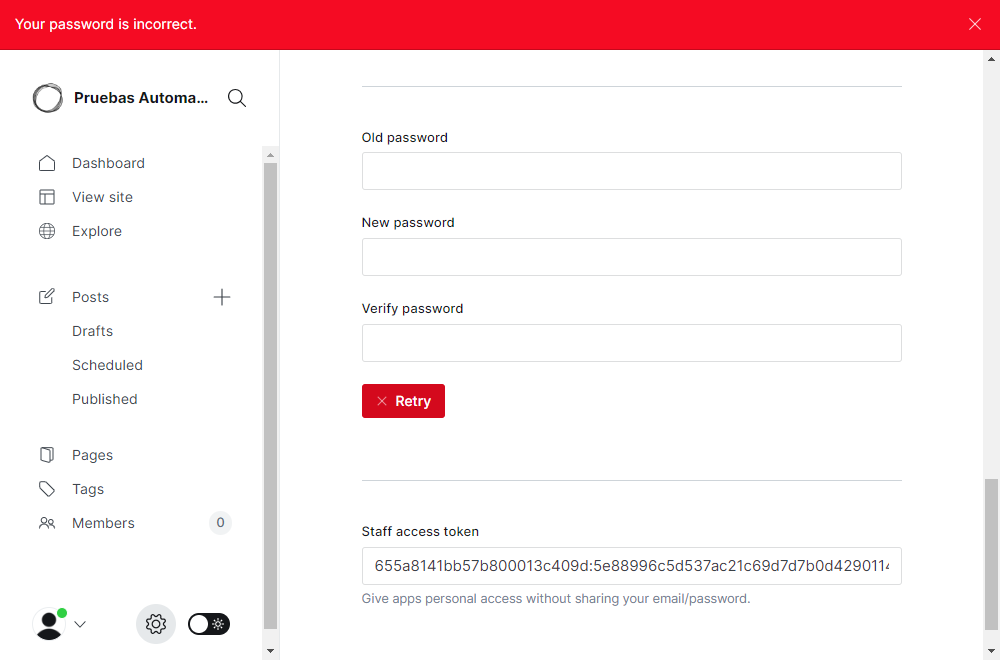 Your password is incorrect.
Pruebas Automa...
Dashboard
View site
Explore
Posts
Drafts
Scheduled
Published
Pages
Tags
Members
0
Old password
New password
Verify password
Retry
Staff access token
655a8141bb57b800013c409d:5e88996c5d537ac21c69d7d7b0d4290114
Give apps personal access without sharing your email/password.